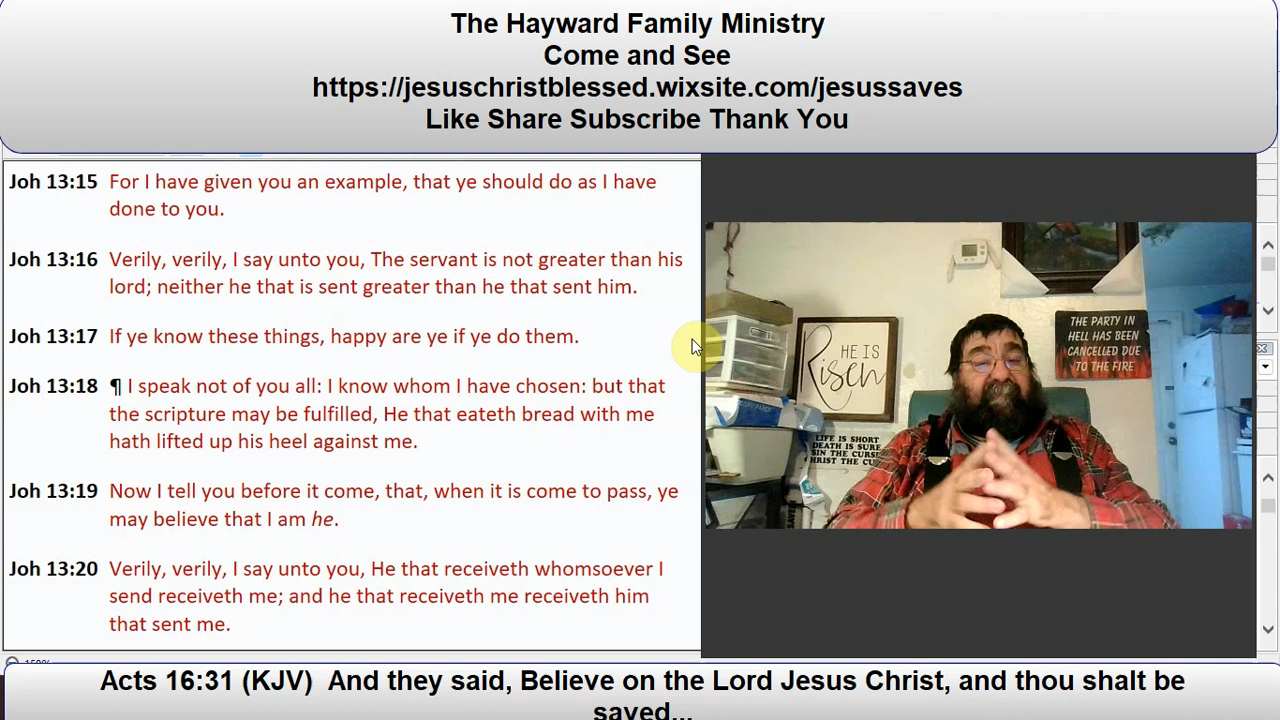 The Hayward Family Ministry
Come and See
https://jesuschristblessed.wixsite.com/jesussaves
Like Share Subscribe Thank You
Joh 13:15 For I have given you an example, that ye should do as I have
done to you.
Joh 13:16 Verily, verily, I say unto you, The servant is not greater than his
lord; neither he that is sent greater than he that sent him.
Joh 13:17 If ye know these things, happy are ye if ye do them.
Joh 13:18 ¶ I speak not of you all: I know whom I have chosen: but that
the scripture may be fulfilled, He that eateth bread with me
hath lifted up his heel against me.
Joh 13:19 Now I tell you before it come, that, when it is come to pass, ye
may believe that I am he.
Joh 13:20 Verily, verily, I say unto you, He that receiveth whomsoever I
send receiveth me; and he that receiveth me receiveth him
that sent me.
HE IS
Risen
THE PARTY IN
HELL HAS BEEN
CANCELLED DUE
TO THE FIRE
LIFE IS SHORT
DEATH IS SURE
SIN THE CURSE
CHRIST THE CU
Acts 16:31 (KJV) And they said, Believe on the Lord Jesus Christ, and thou shalt be
saved...